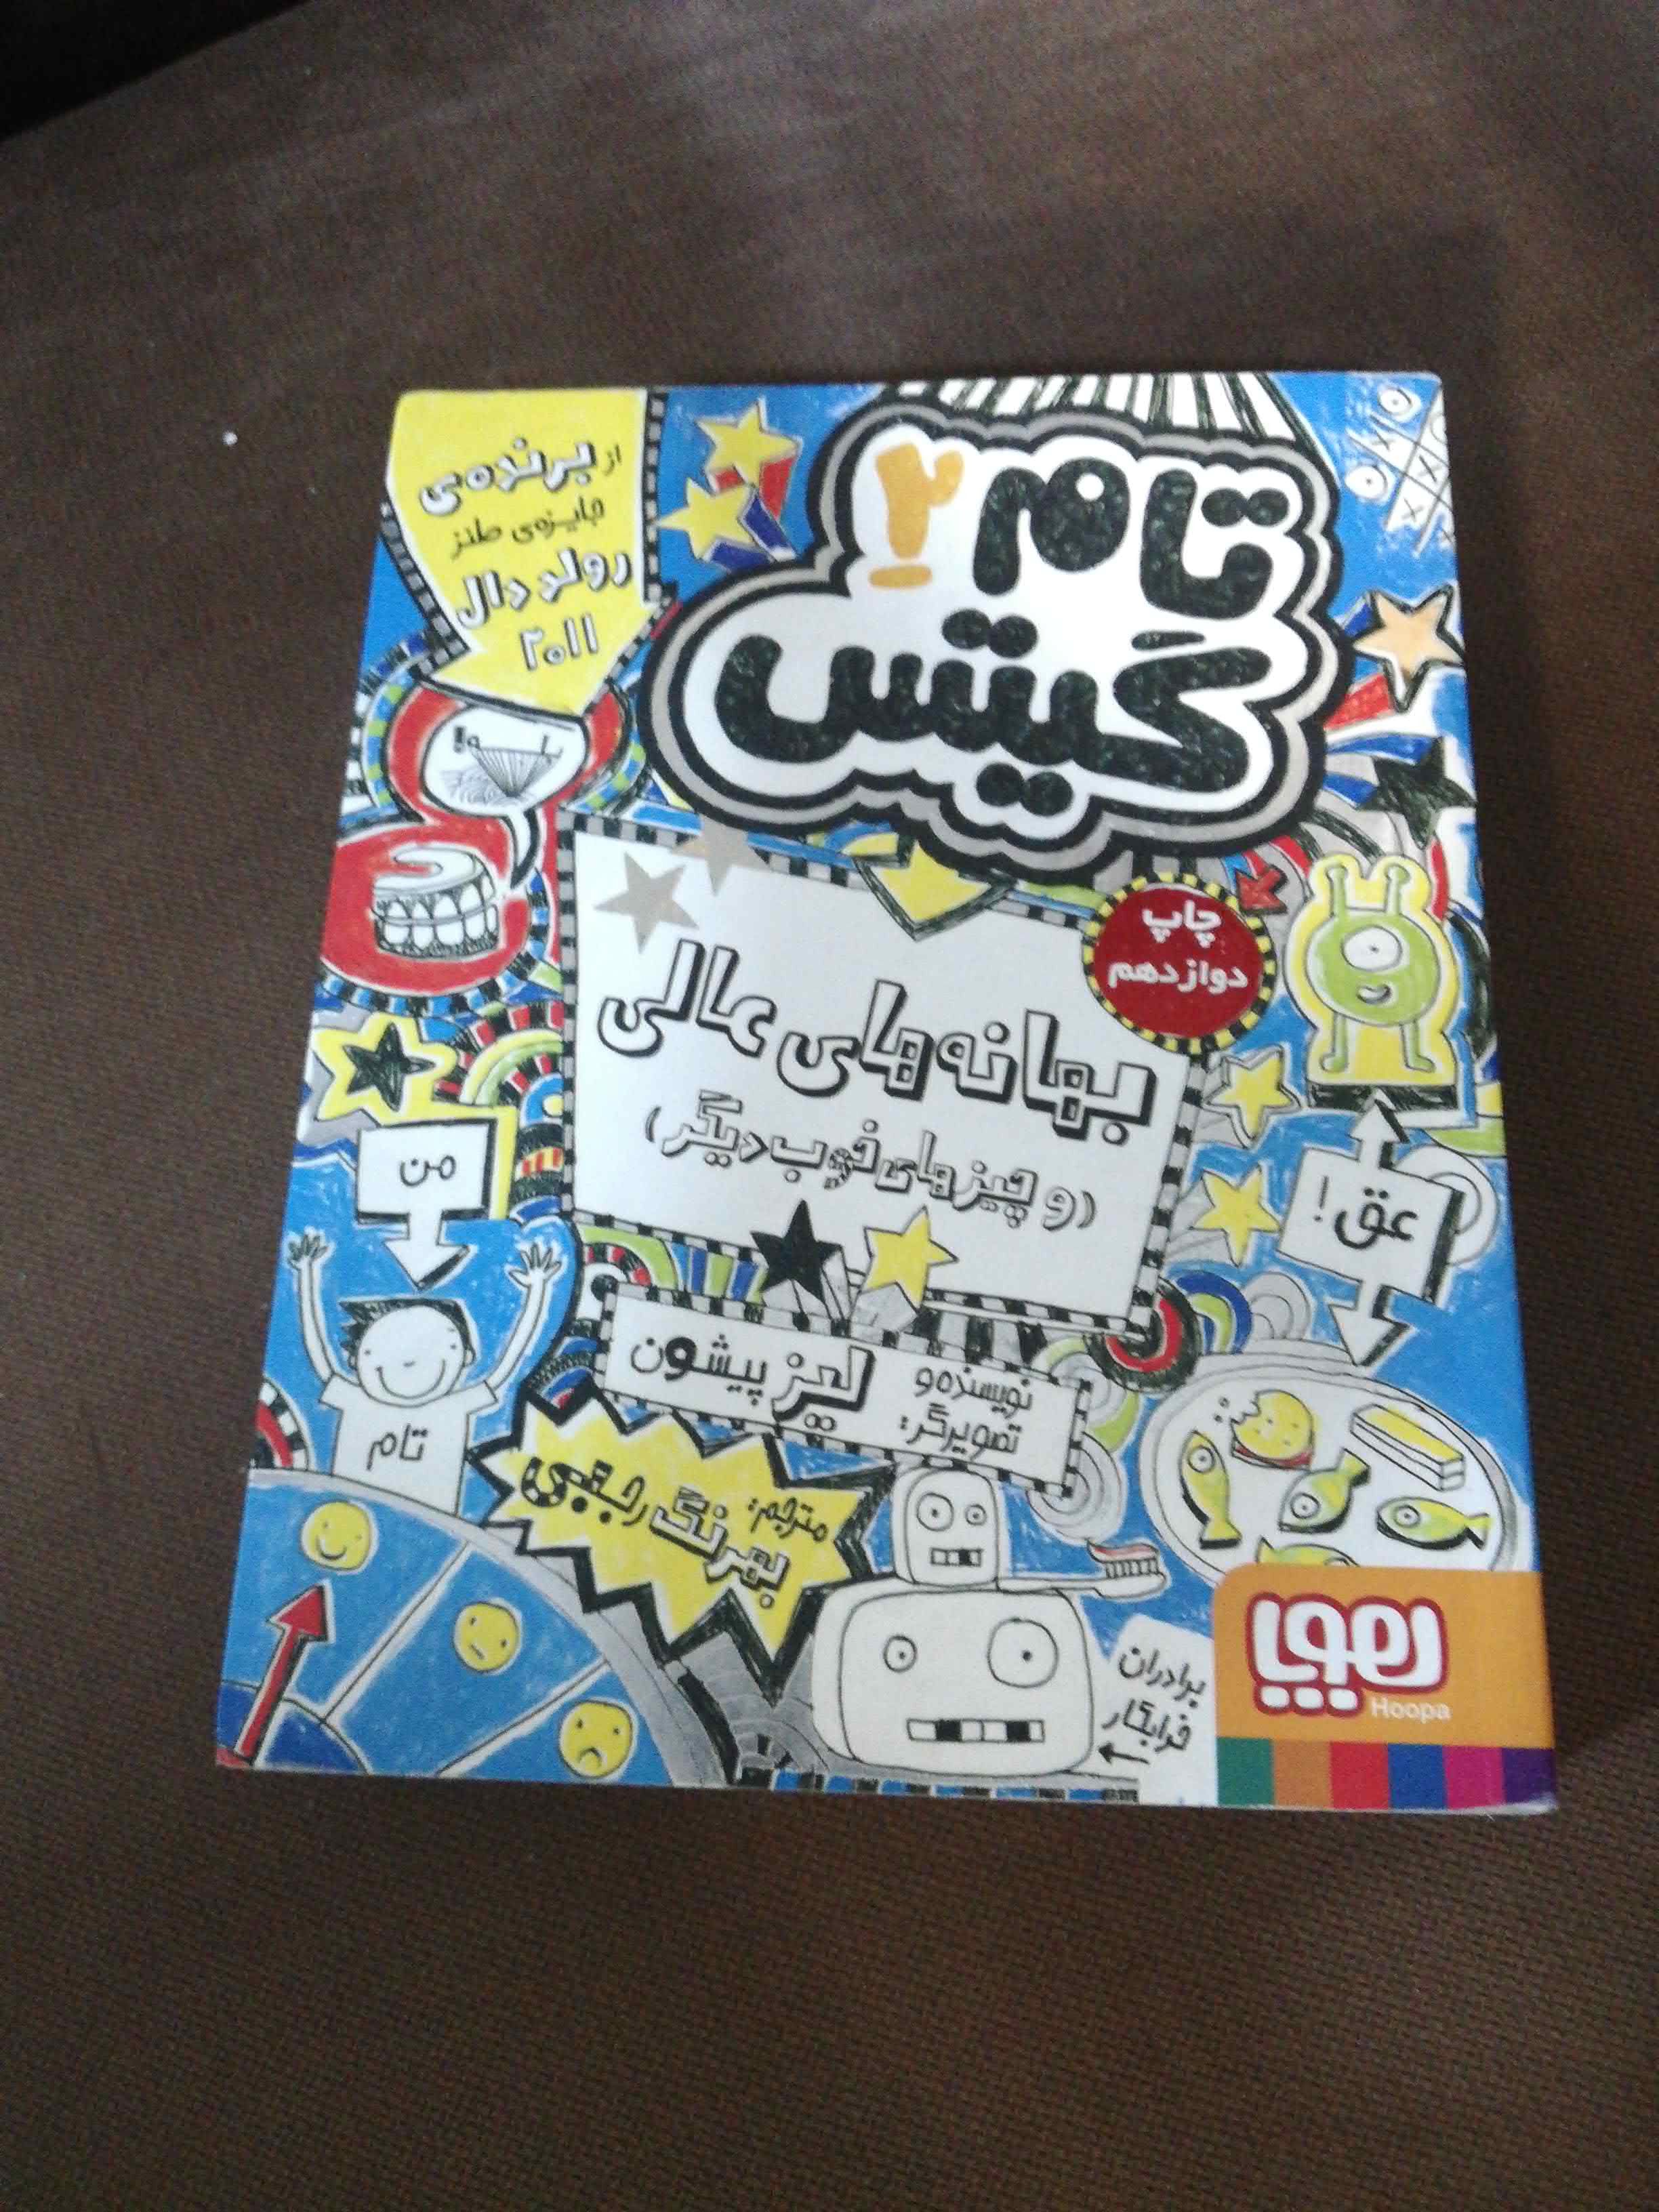 از برنده‌ی
جایزه‌ی طنز
رولد دال
۲۰۱۱
تام
گیتس
۲!
چاپ
دوازدهم
بهانه‌های عالی
(و چیزهای خوب دیگر)
من
تام
عق!
نویسنده و
تصویرگر:
لیز پیشون
مترجم:
بهرنگ رجبی
برادران
خرابکار
هوپا
Hoopa